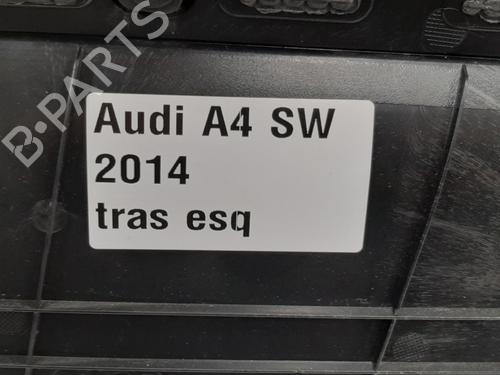 B-PARTS
Audi A4 SW
2014
tras esq